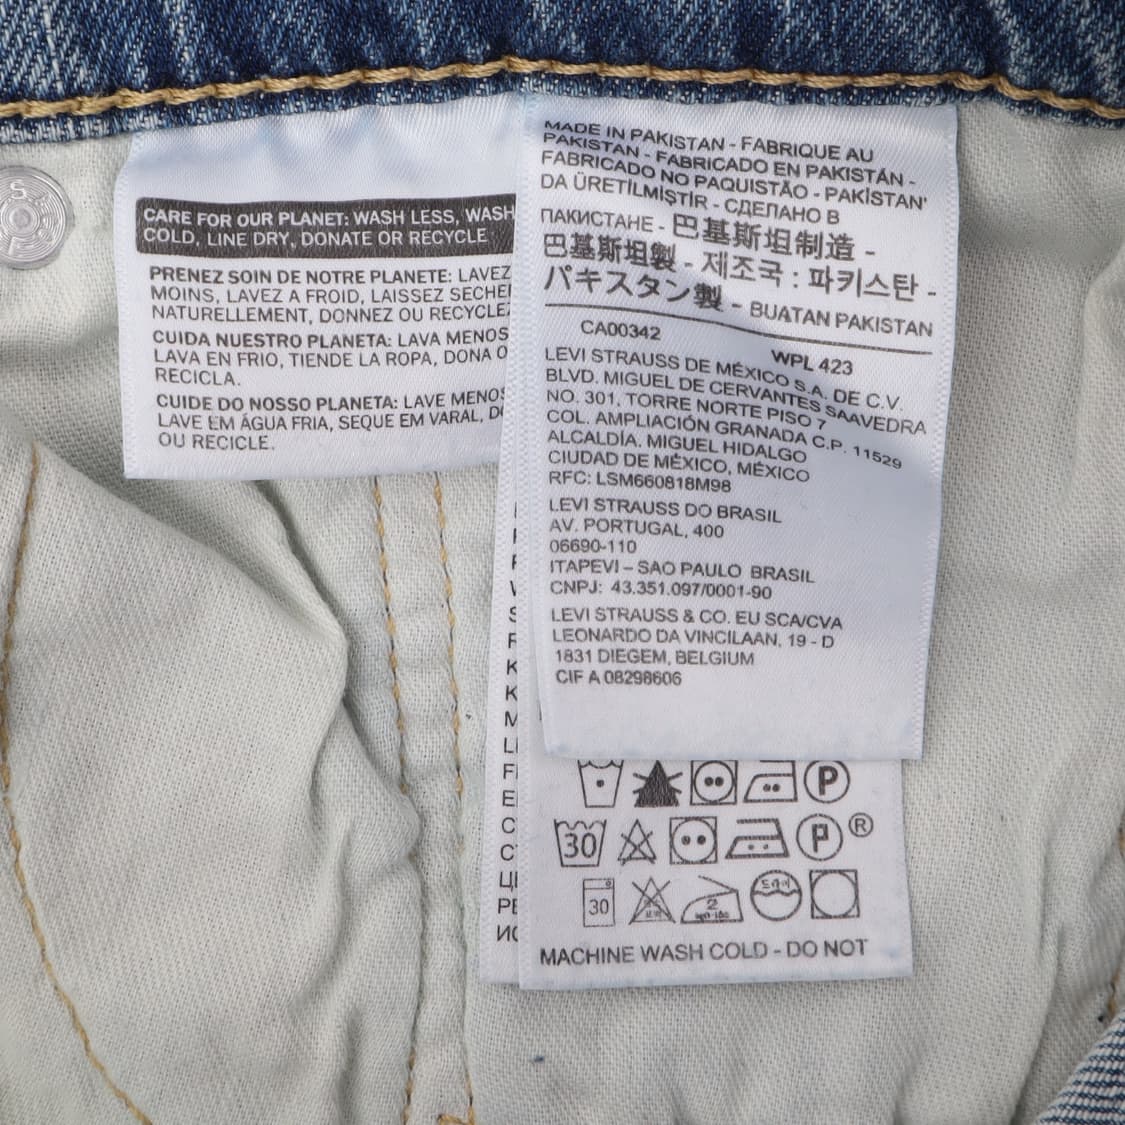 CARE FOR OUR PLANET: WASH LESS, WASH
COLD, LINE DRY, DONATE OR RECYCLE
PRENEZ SOIN DE NOTRE PLANETE: LAVEZ
MOINS, LAVEZ A FROID, LAISSEZ SECHE
NATURELLEMENT, DONNEZ OU RECYCLEZ
CUIDA NUESTRO PLANETA: LAVA MENOS
LAVA EN FRIO, TIENDE LA ROPA, DONA O
RECICLA.
CUIDE DO NOSSO PLANETA: LAVE MENOS
LAVE EM ÁGUA FRIA, SEQUE EM VARAL, DO
OU RECICLE.
MADE IN PAKISTAN - FABRIQUE AU
PAKISTAN - FABRICADO EN PAKISTÁN -
FABRICADO NO PAQUISTÃO - PAKİSTAN'
DA ÜRETİLMİŞTİR - СДЕЛАНО В
ПАКИСТАНЕ - 巴基斯坦制造 -
巴基斯坦製 - 제조국 : 파키스탄 -
パキスタン製 - BUATAN PAKISTAN
CA00342 WPL 423
LEVI STRAUSS DE MÉXICO S.A. DE C.V.
BLVD. MIGUEL DE CERVANTES SAAVEDRA
NO. 301, TORRE NORTE PISO 7
COL. AMPLIACIÓN GRANADA C.P. 11529
ALCALDÍA. MIGUEL HIDALGO
CIUDAD DE MÉXICO, MÉXICO
RFC: LSM660818M98
LEVI STRAUSS DO BRASIL
AV. PORTUGAL, 400
06690-110
ITAPEVI – SAO PAULO BRASIL
CNPJ: 43.351.097/0001-90
LEVI STRAUSS & CO. EU SCA/CVA
LEONARDO DA VINCILAAN, 19 - D
1831 DIEGEM, BELGIUM
CIF A 08298606
P
30 P ®
30 2
MACHINE WASH COLD - DO NOT